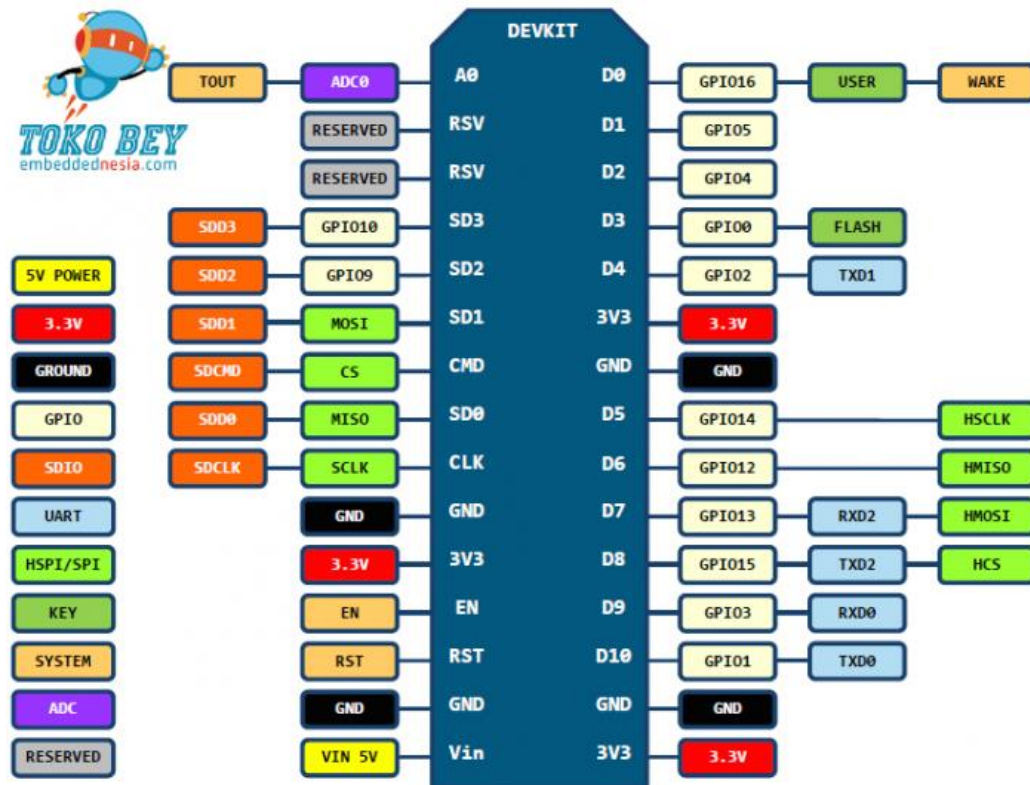 DEVKIT
TOUT ADC0 A0 D0 GPIO16 USER WAKE
TOKO BEY
embeddednesia.com
RESERVED RSV D1 GPIO5
RESERVED RSV D2 GPIO4
SDD3 GPIO10 SD3 D3 GPIO0 FLASH
5V POWER SDD2 GPIO9 SD2 D4 GPIO2 TXD1
3.3V SDD1 MOSI SD1 3V3 3.3V
GROUND SDCMD CS CMD GND GND
GPIO SDD0 MISO SD0 D5 GPIO14 HSCLK
SDIO SDCLK SCLK CLK D6 GPIO12 HMISO
UART GND GND D7 GPIO13 RXD2 HMOSI
HSPI/SPI 3.3V 3V3 D8 GPIO15 TXD2 HCS
KEY EN EN D9 GPIO3 RXD0
SYSTEM RST RST D10 GPIO1 TXD0
ADC GND GND GND GND
RESERVED VIN 5V Vin 3V3 3.3V